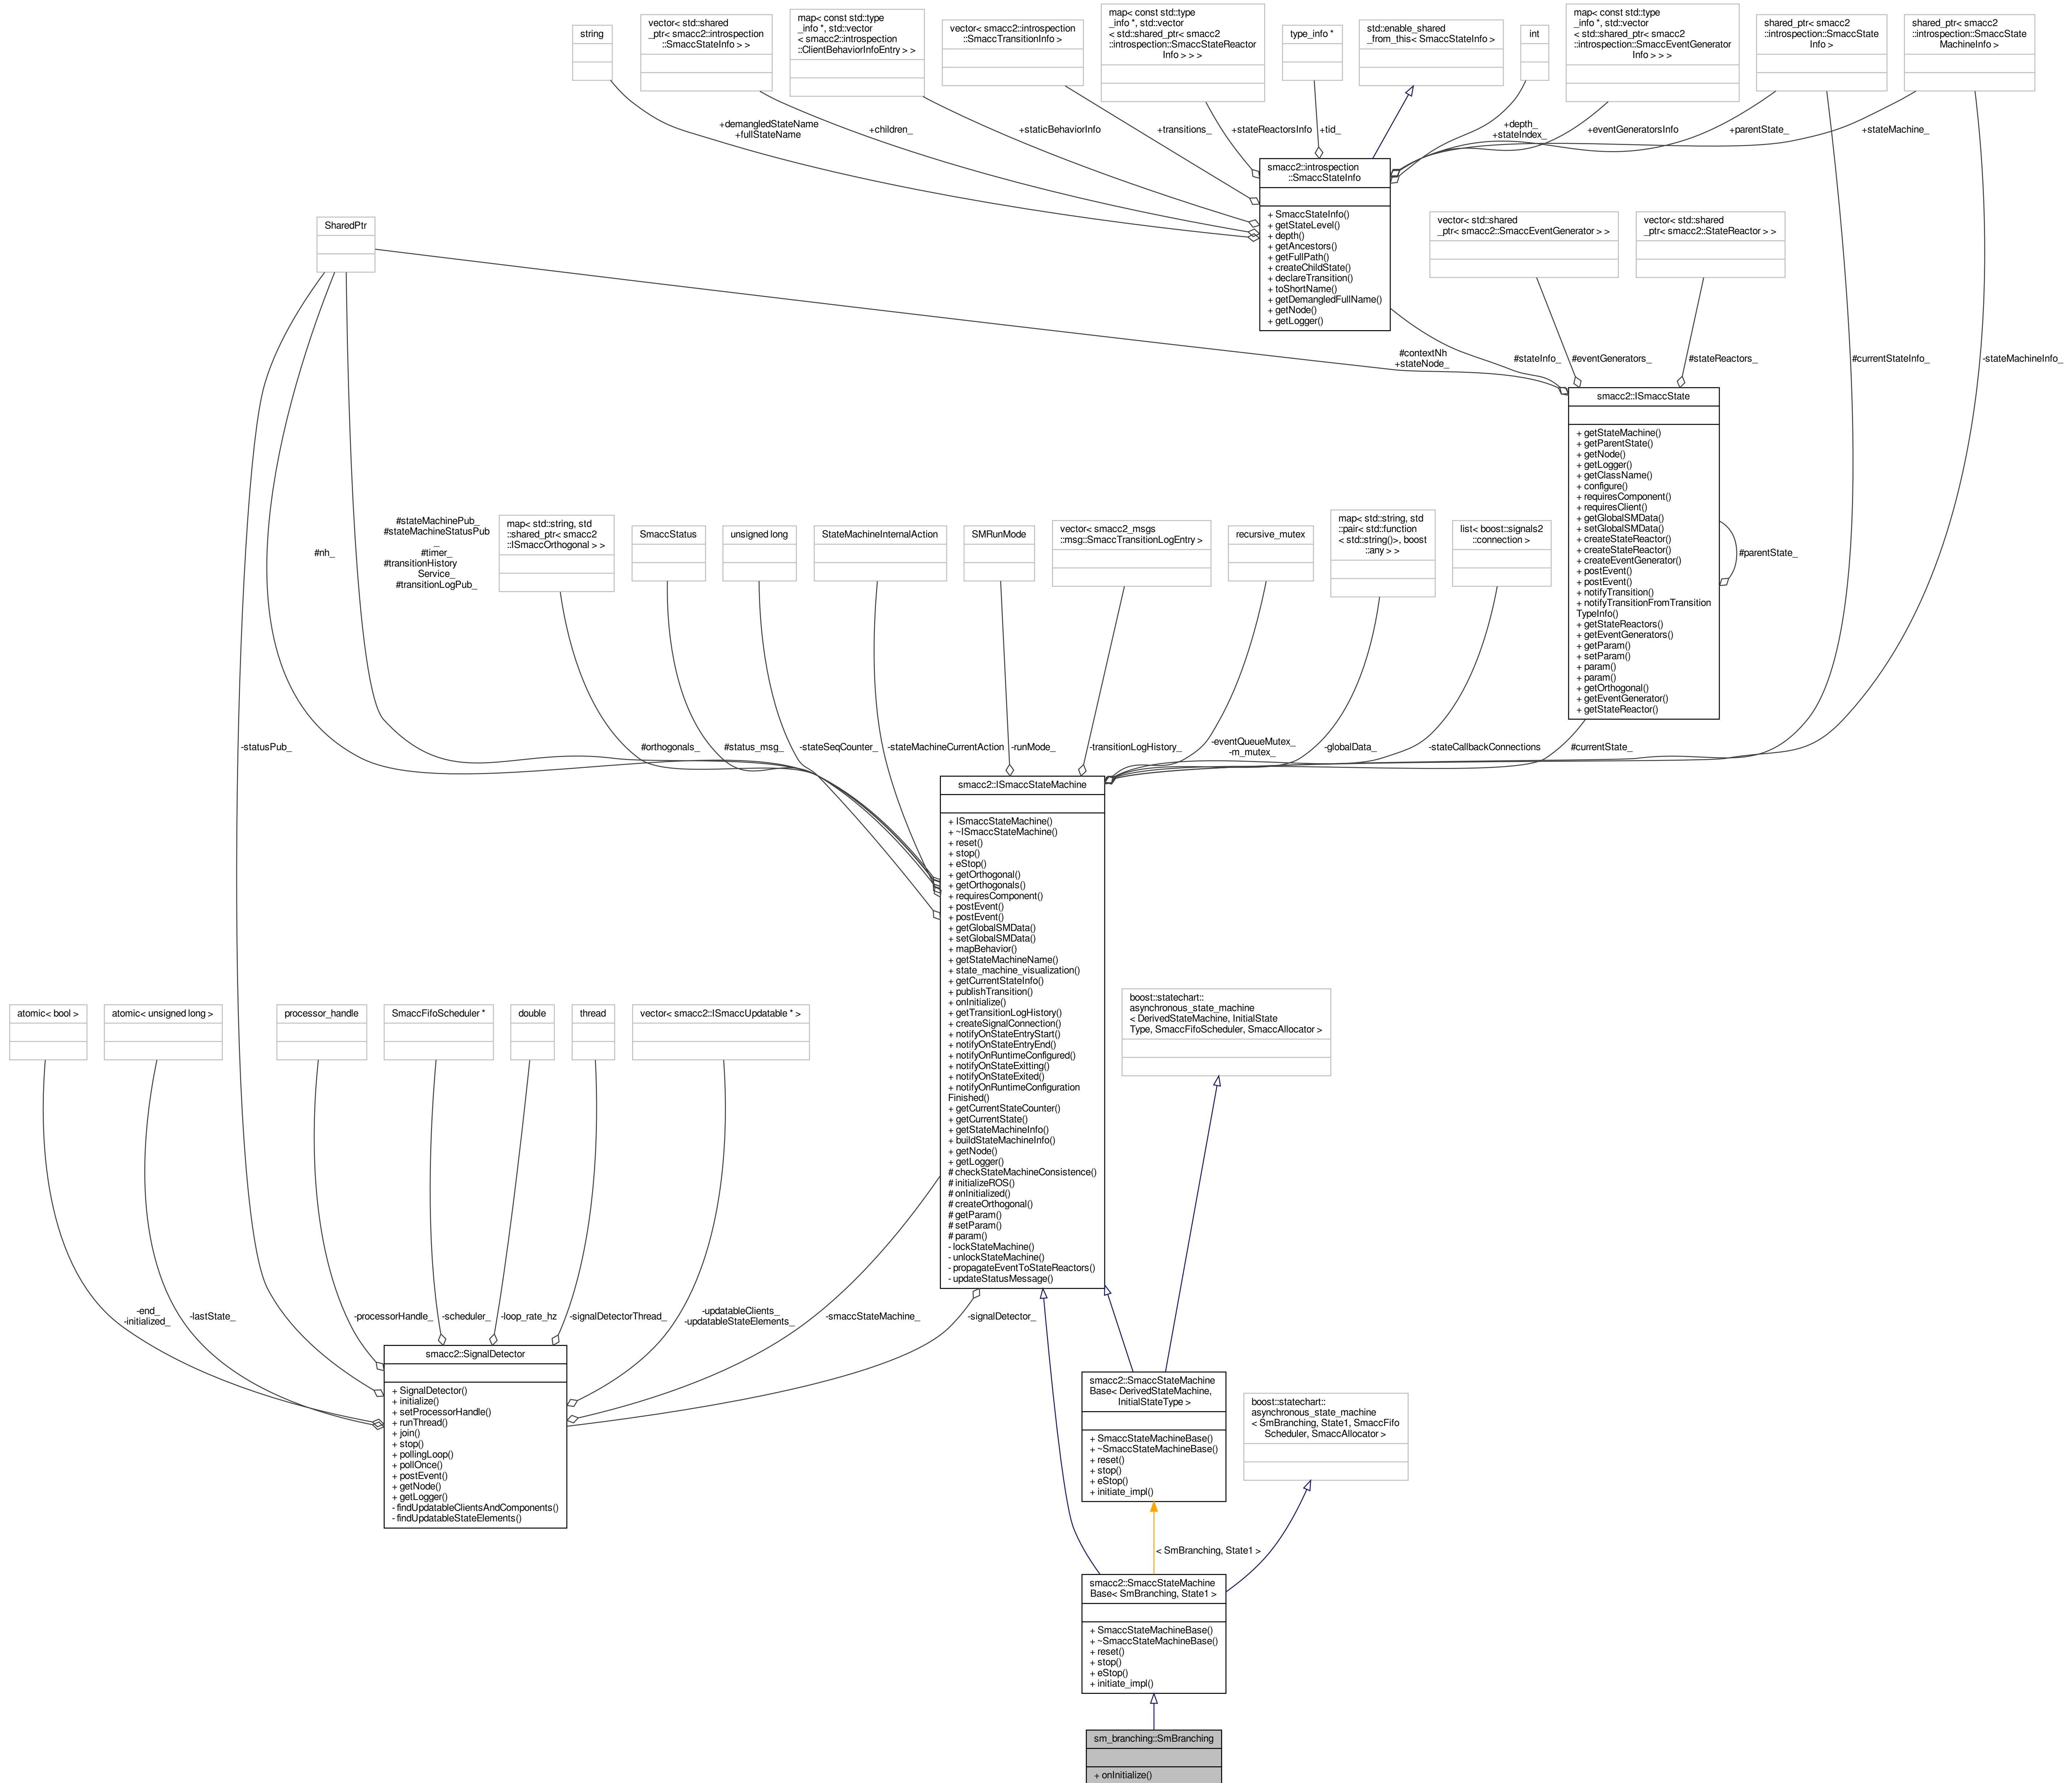 string
vector< std::shared
_ptr< smacc2::introspection
::SmaccStateInfo > >
map< const std::type
_info *, std::vector
< smacc2::introspection
::ClientBehaviorInfoEntry > >
vector< smacc2::introspection
::SmaccTransitionInfo >
map< const std::type
_info *, std::vector
< std::shared_ptr< smacc2
::introspection::SmaccStateReactor
Info > > >
type_info *
std::enable_shared
_from_this< SmaccStateInfo >
int
map< const std::type
_info *, std::vector
< std::shared_ptr< smacc2
::introspection::SmaccEventGenerator
Info > > >
shared_ptr< smacc2
::introspection::SmaccState
Info >
shared_ptr< smacc2
::introspection::SmaccState
MachineInfo >
+demangledStateName
+fullStateName
+children_
+staticBehaviorInfo
+transitions_
+stateReactorsInfo
+tid_
+depth_
+stateIndex_
+eventGeneratorsInfo
+parentState_
+stateMachine_
smacc2::introspection
::SmaccStateInfo
+ SmaccStateInfo()
+ getStateLevel()
+ depth()
+ getAncestors()
+ getFullPath()
+ createChildState()
+ declareTransition()
+ toShortName()
+ getDemangledFullName()
+ getNode()
+ getLogger()
SharedPtr
vector< std::shared
_ptr< smacc2::SmaccEventGenerator > >
vector< std::shared
_ptr< smacc2::StateReactor > >
#contextNh
+stateNode_
#stateInfo_
#eventGenerators_
#stateReactors_
#currentStateInfo_
-stateMachineInfo_
smacc2::ISmaccState
+ getStateMachine()
+ getParentState()
+ getNode()
+ getLogger()
+ getClassName()
+ configure()
+ requiresComponent()
+ requiresClient()
+ getGlobalSMData()
+ setGlobalSMData()
+ createStateReactor()
+ createStateReactor()
+ createEventGenerator()
+ postEvent()
+ postEvent()
+ notifyTransition()
+ notifyTransitionFromTransition
TypeInfo()
+ getStateReactors()
+ getEventGenerators()
+ getParam()
+ setParam()
+ param()
+ param()
+ getOrthogonal()
+ getEventGenerator()
+ getStateReactor()
#parentState_
#nh_
#stateMachinePub_
#stateMachineStatusPub
_
#timer_
#transitionHistory
Service_
#transitionLogPub_
map< std::string, std
::shared_ptr< smacc2
::ISmaccOrthogonal > >
SmaccStatus
unsigned long
StateMachineInternalAction
SMRunMode
vector< smacc2_msgs
::msg::SmaccTransitionLogEntry >
recursive_mutex
map< std::string, std
::pair< std::function
< std::string()>, boost
::any > >
list< boost::signals2
::connection >
-statusPub_
#orthogonals_
#status_msg_
-stateSeqCounter_
-stateMachineCurrentAction
-runMode_
-transitionLogHistory_
-eventQueueMutex_
-m_mutex_
-globalData_
-stateCallbackConnections
#currentState_
smacc2::ISmaccStateMachine
+ ISmaccStateMachine()
+ ~ISmaccStateMachine()
+ reset()
+ stop()
+ eStop()
+ getOrthogonal()
+ getOrthogonals()
+ requiresComponent()
+ postEvent()
+ postEvent()
+ getGlobalSMData()
+ setGlobalSMData()
+ mapBehavior()
+ getStateMachineName()
+ state_machine_visualization()
+ getCurrentStateInfo()
+ publishTransition()
+ onInitialize()
+ getTransitionLogHistory()
+ createSignalConnection()
+ notifyOnStateEntryStart()
+ notifyOnStateEntryEnd()
+ notifyOnRuntimeConfigured()
+ notifyOnStateExitting()
+ notifyOnStateExited()
+ notifyOnRuntimeConfiguration
Finished()
+ getCurrentStateCounter()
+ getCurrentState()
+ getStateMachineInfo()
+ buildStateMachineInfo()
+ getNode()
+ getLogger()
# checkStateMachineConsistence()
# initializeROS()
# onInitialized()
# createOrthogonal()
# getParam()
# setParam()
# param()
- lockStateMachine()
- unlockStateMachine()
- propagateEventToStateReactors()
- updateStatusMessage()
atomic< bool >
atomic< unsigned long >
processor_handle
SmaccFifoScheduler *
double
thread
vector< smacc2::ISmaccUpdatable * >
boost::statechart::
asynchronous_state_machine
< DerivedStateMachine, InitialState
Type, SmaccFifoScheduler, SmaccAllocator >
-end_
-initialized_
-lastState_
-processorHandle_
-scheduler_
-loop_rate_hz
-signalDetectorThread_
-updatableClients_
-updatableStateElements_
-smaccStateMachine_
-signalDetector_
smacc2::SignalDetector
+ SignalDetector()
+ initialize()
+ setProcessorHandle()
+ runThread()
+ join()
+ stop()
+ pollingLoop()
+ pollOnce()
+ postEvent()
+ getNode()
+ getLogger()
- findUpdatableClientsAndComponents()
- findUpdatableStateElements()
smacc2::SmaccStateMachine
Base< DerivedStateMachine,
InitialStateType >
+ SmaccStateMachineBase()
+ ~SmaccStateMachineBase()
+ reset()
+ stop()
+ eStop()
+ initiate_impl()
boost::statechart::
asynchronous_state_machine
< SmBranching, State1, SmaccFifo
Scheduler, SmaccAllocator >
< SmBranching, State1 >
smacc2::SmaccStateMachine
Base< SmBranching, State1 >
+ SmaccStateMachineBase()
+ ~SmaccStateMachineBase()
+ reset()
+ stop()
+ eStop()
+ initiate_impl()
sm_branching::SmBranching
+ onInitialize()